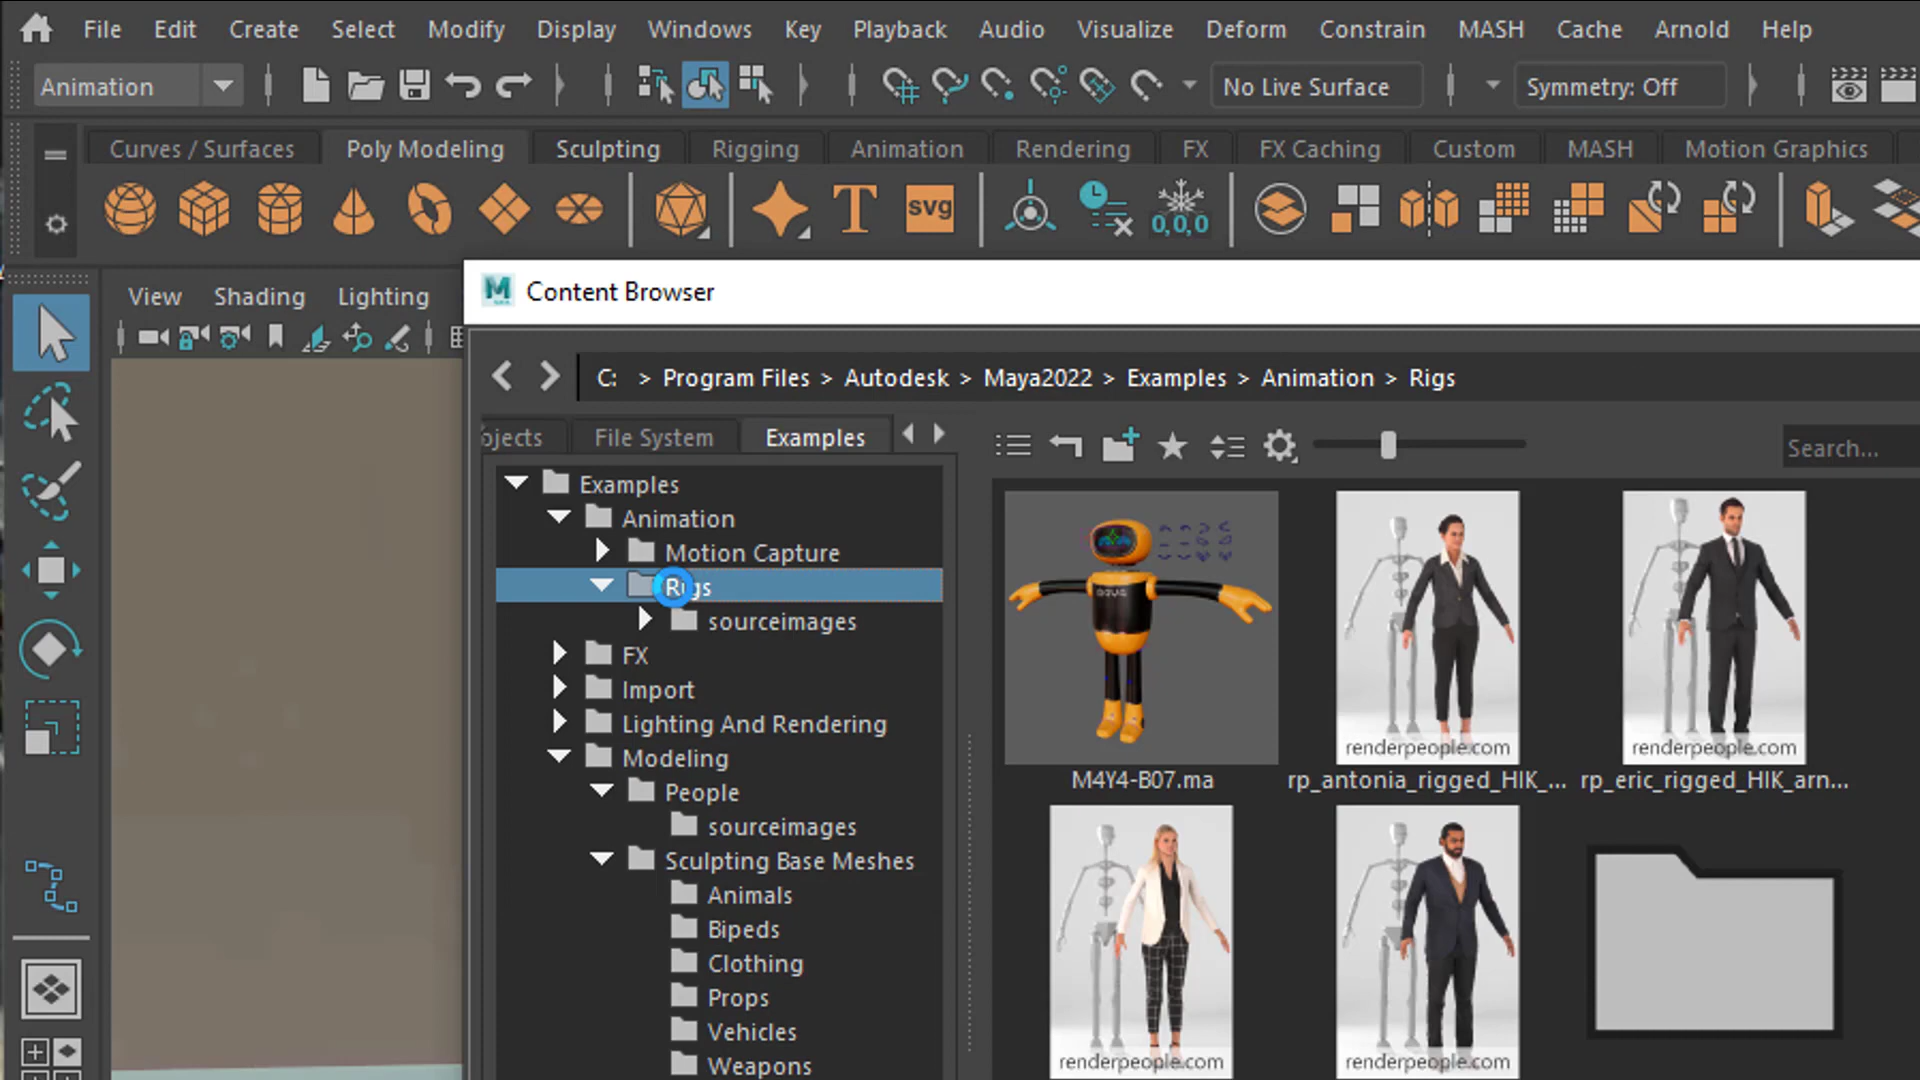 File Edit Create Select Modify Display Windows Key Playback Audio Visualize Deform Constrain MASH Cache Arnold Help
Animation No Live Surface Symmetry: Off
Curves / Surfaces Poly Modeling Sculpting Rigging Animation Rendering FX FX Caching Custom MASH Motion Graphics
T svg 0,0,0
View Shading Lighting
M Content Browser
C: > Program Files > Autodesk > Maya2022 > Examples > Animation > Rigs
ojects File System Examples
Search...
Examples
Animation
Motion Capture
Rigs
sourceimages
FX
Import
Lighting And Rendering
Modeling
People
sourceimages
Sculpting Base Meshes
Animals
Bipeds
Clothing
Props
Vehicles
Weapons
renderpeople.com renderpeople.com
M4Y4-B07.ma rp_antonia_rigged_HIK_... rp_eric_rigged_HIK_arn...
renderpeople.com renderpeople.com